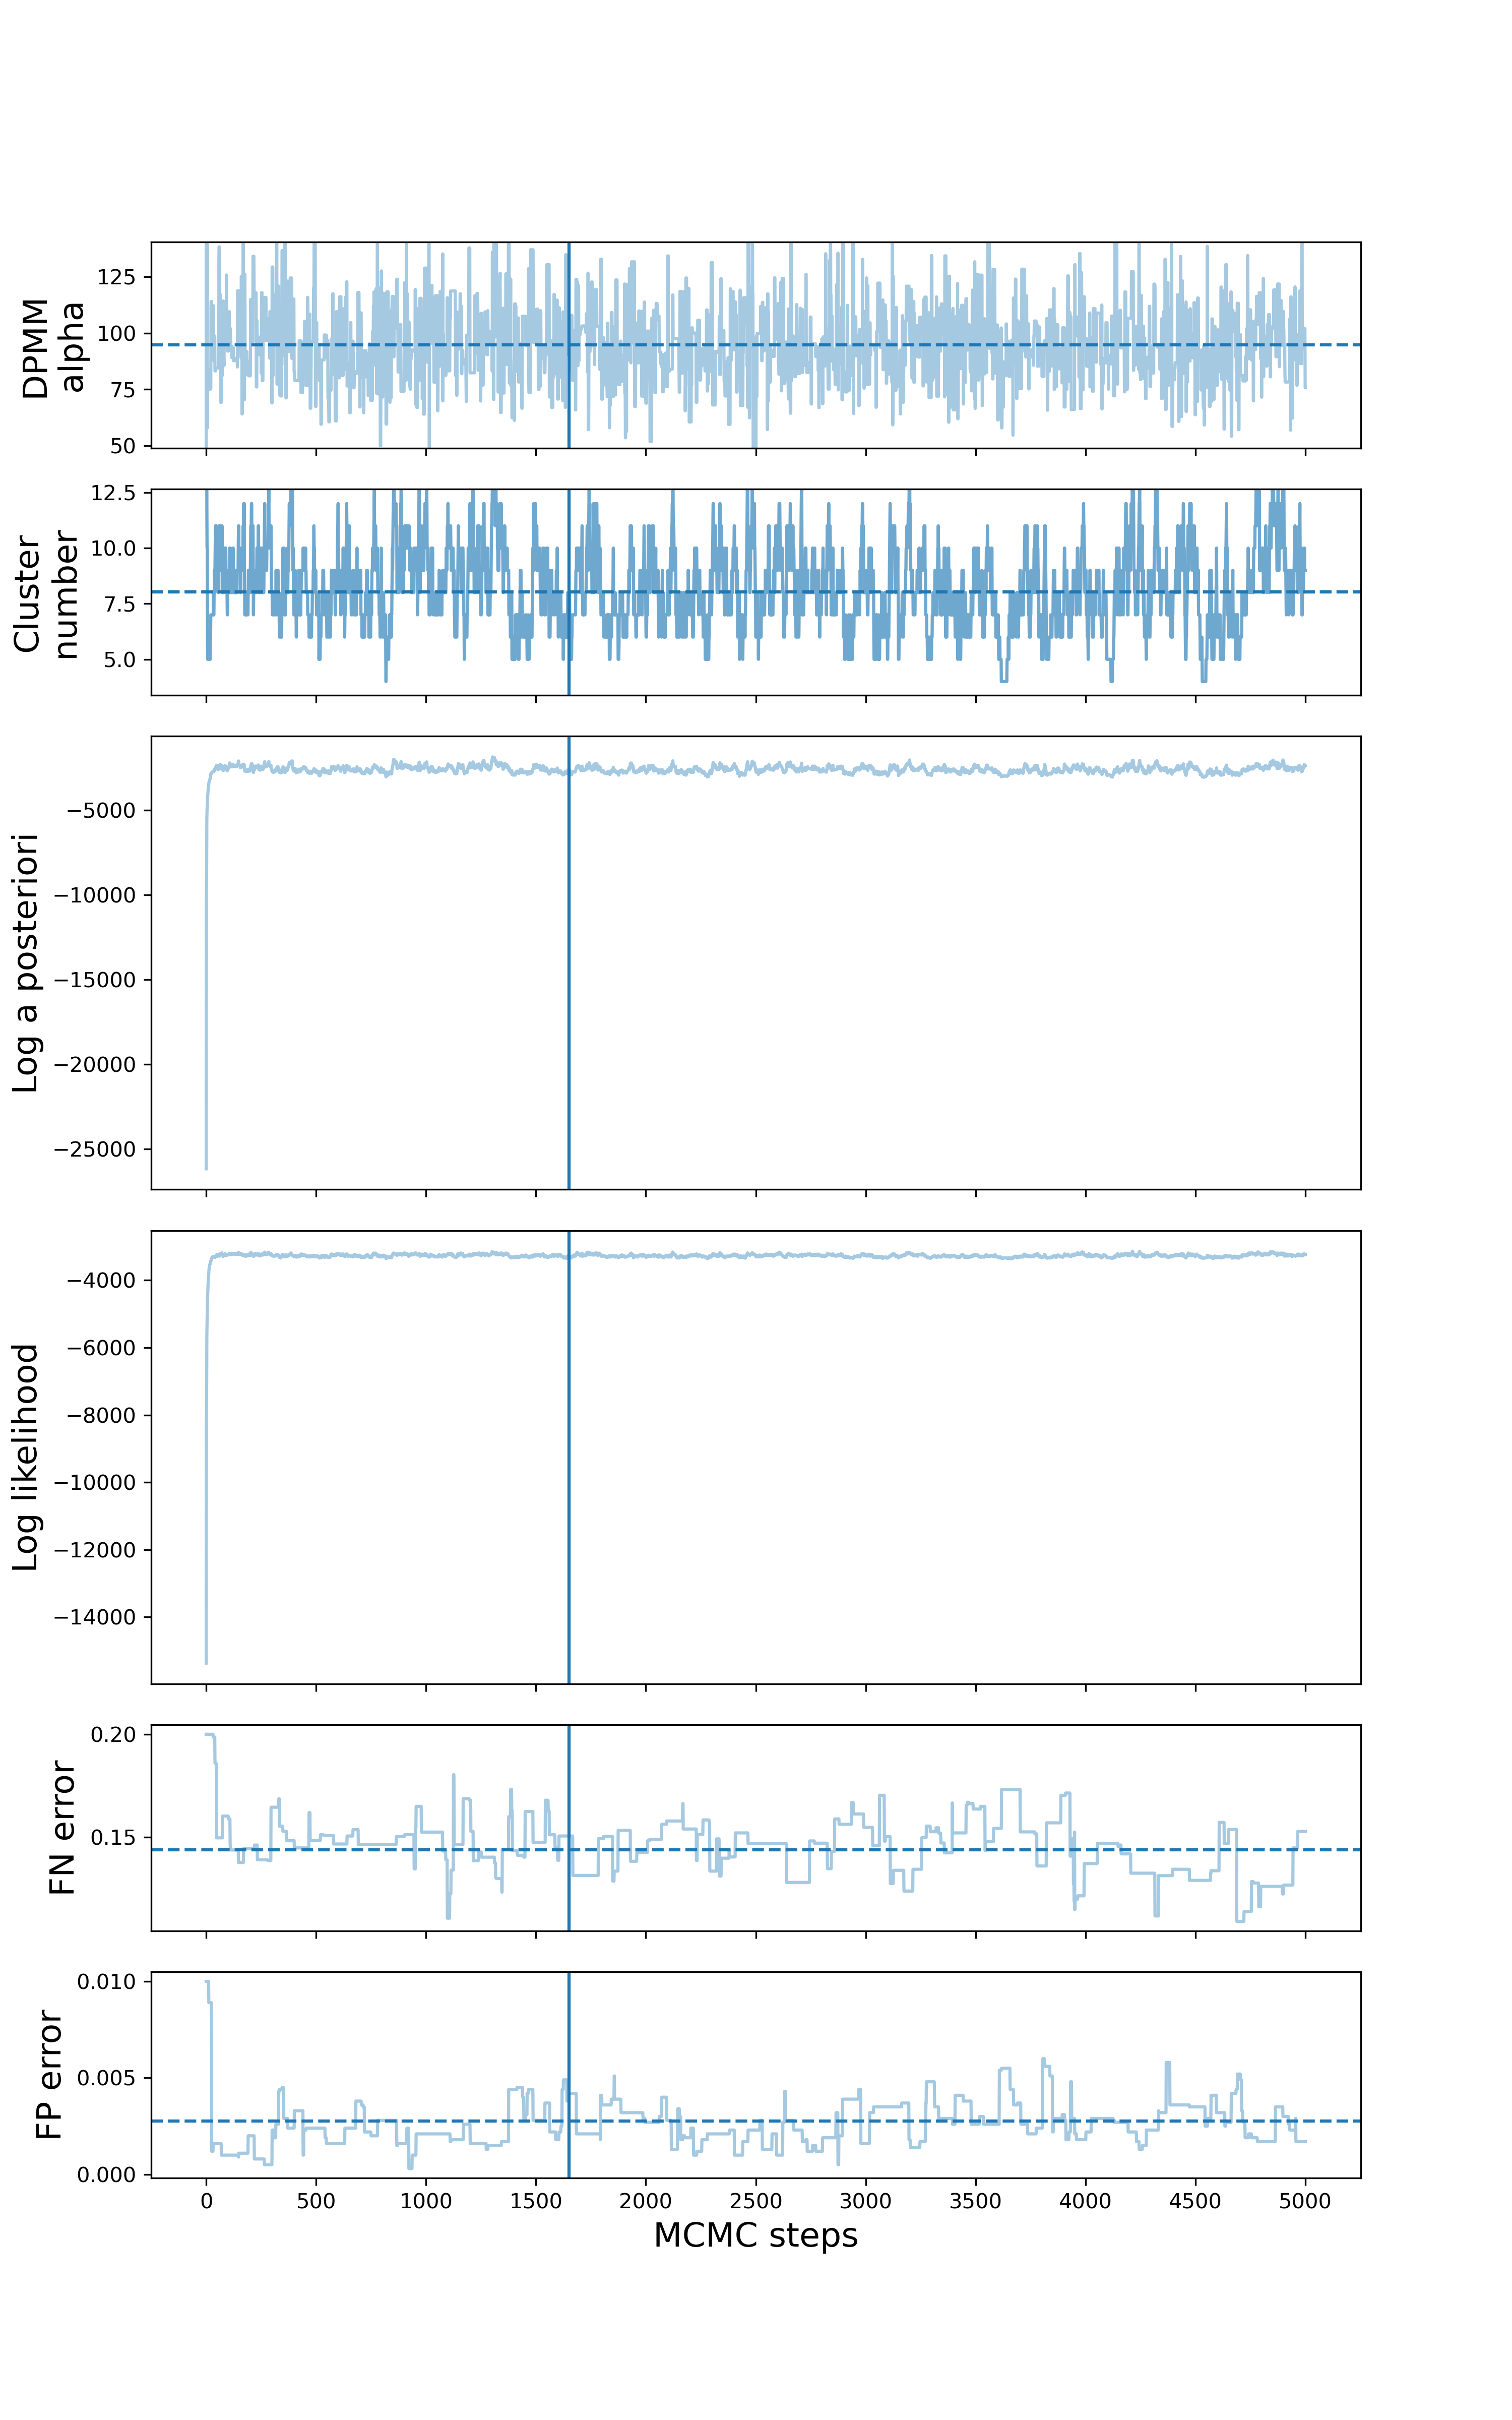 DPMM
alpha
125
100
75
50
Cluster
number
12.5
10.0
7.5
5.0
Log a posteriori
−5000
−10000
−15000
−20000
−25000
Log likelihood
−4000
−6000
−8000
−10000
−12000
−14000
FN error
0.20
0.15
FP error
0.010
0.005
0.000
0 500 1000 1500 2000 2500 3000 3500 4000 4500 5000
MCMC steps